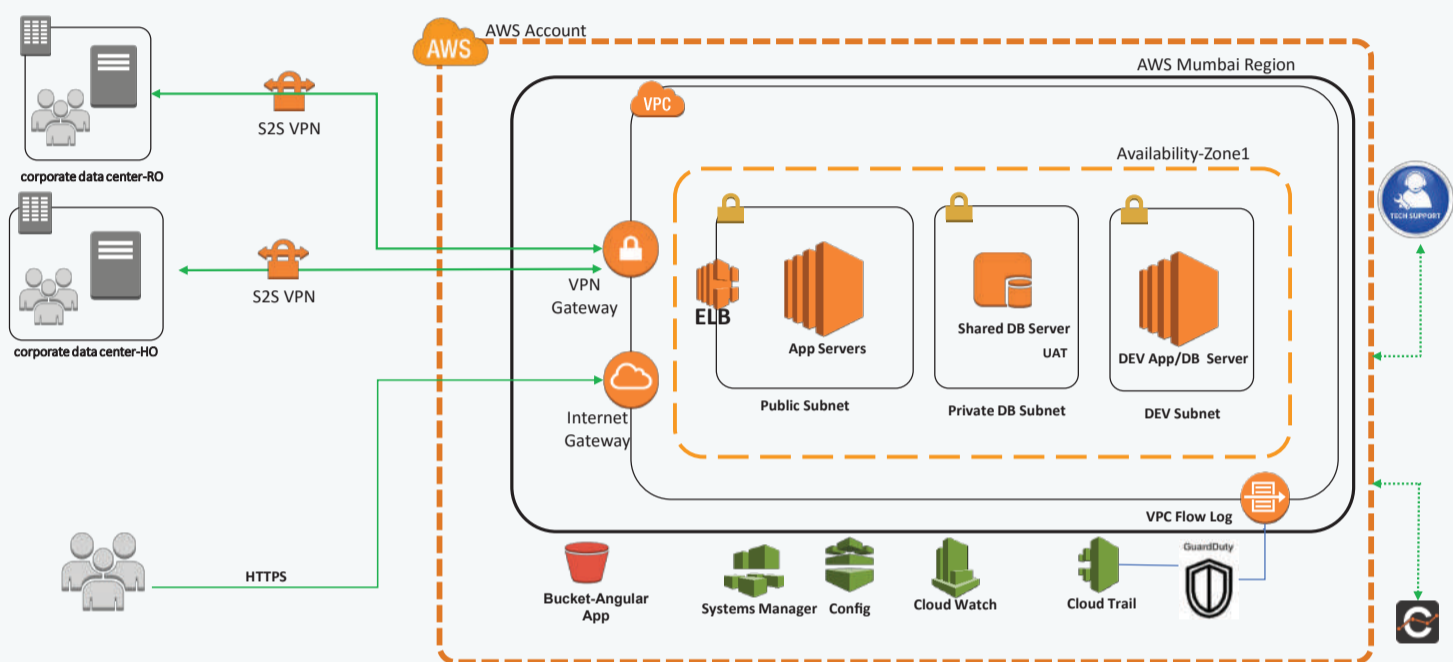 AWS
AWS Account
AWS Mumbai Region
VPC
S2S VPN
Availability-Zone1
corporate data center-RO
TECH SUPPORT
S2S VPN
VPN
Gateway
ELB
App Servers
Shared DB Server
UAT
DEV App/DB Server
corporate data center-HO
Public Subnet
Private DB Subnet
DEV Subnet
Internet
Gateway
VPC Flow Log
HTTPS
Bucket-Angular
App
Systems Manager
Config
Cloud Watch
Cloud Trail
GuardDuty
C